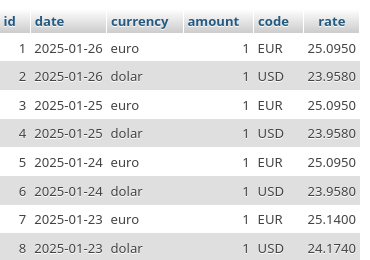 id date currency amount code rate
1 2025-01-26 euro 1 EUR 25.0950
2 2025-01-26 dolar 1 USD 23.9580
3 2025-01-25 euro 1 EUR 25.0950
4 2025-01-25 dolar 1 USD 23.9580
5 2025-01-24 euro 1 EUR 25.0950
6 2025-01-24 dolar 1 USD 23.9580
7 2025-01-23 euro 1 EUR 25.1400
8 2025-01-23 dolar 1 USD 24.1740